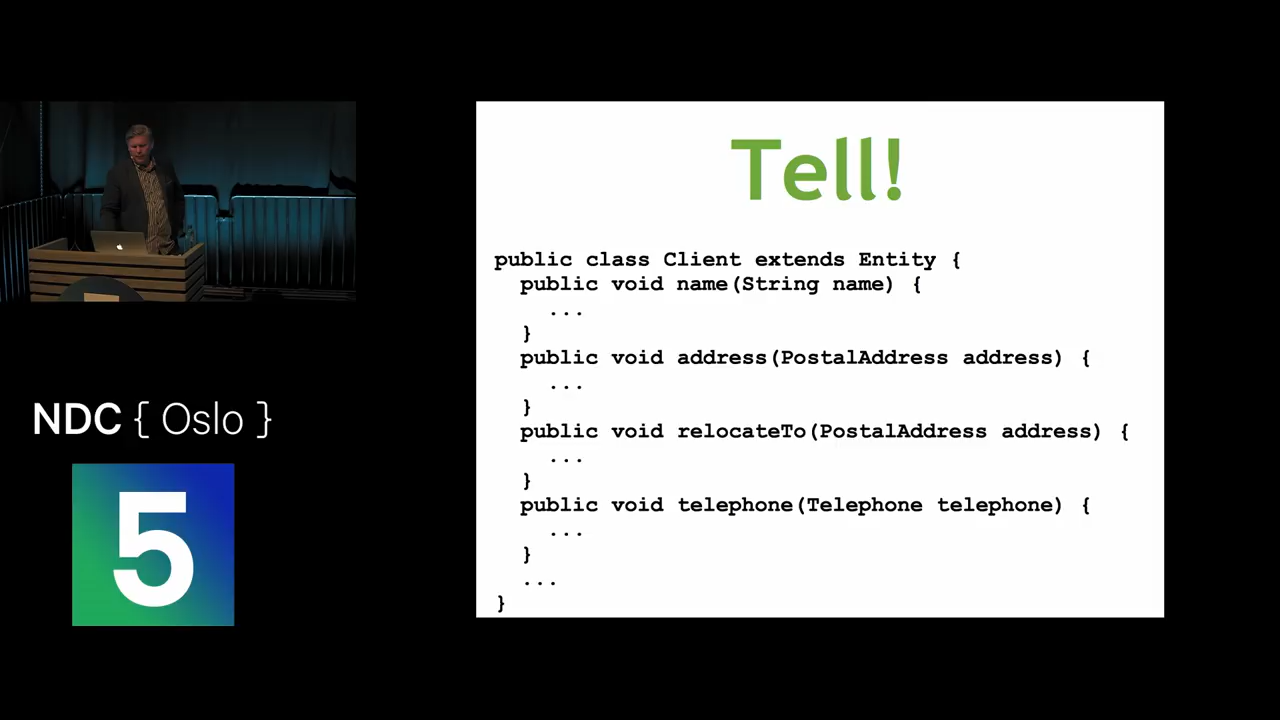 Tell!
public class Client extends Entity {
public void name(String name) {
...
}
public void address(PostalAddress address) {
...
}
public void relocateTo(PostalAddress address) {
...
}
public void telephone(Telephone telephone) {
...
}
...
}
NDC { Oslo }
5